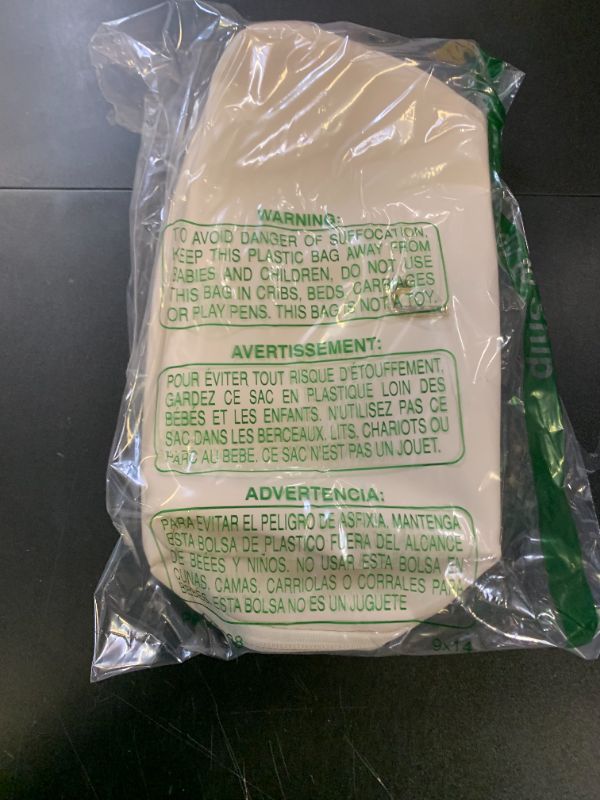 WARNING:
TO AVOID DANGER OF SUFFOCATION,
KEEP THIS PLASTIC BAG AWAY FROM
BABIES AND CHILDREN, DO NOT USE
THIS BAG IN CRIBS, BEDS, CARRIAGES
OR PLAY PENS. THIS BAG IS NOT A TOY.
AVERTISSEMENT:
POUR ÉVITER TOUT RISQUE D'ÉTOUFFEMENT,
GARDEZ CE SAC EN PLASTIQUE LOIN DES
BÉBÉS ET LES ENFANTS. N'UTILISEZ PAS CE
SAC DANS LES BERCEAUX, LITS, CHARIOTS OU
PARC AU BEBE. CE SAC N'EST PAS UN JOUET.
ADVERTENCIA:
PARA EVITAR EL PELIGRO DE ASFIXIA, MANTENGA
ESTA BOLSA DE PLASTICO FUERA DEL ALCANCE
DE BEBES Y NIÑOS. NO USAR ESTA BOLSA EN
CUNAS, CAMAS, CARRIOLAS O CORRALES PARA
BEBES. ESTA BOLSA NO ES UN JUGUETE
9x14